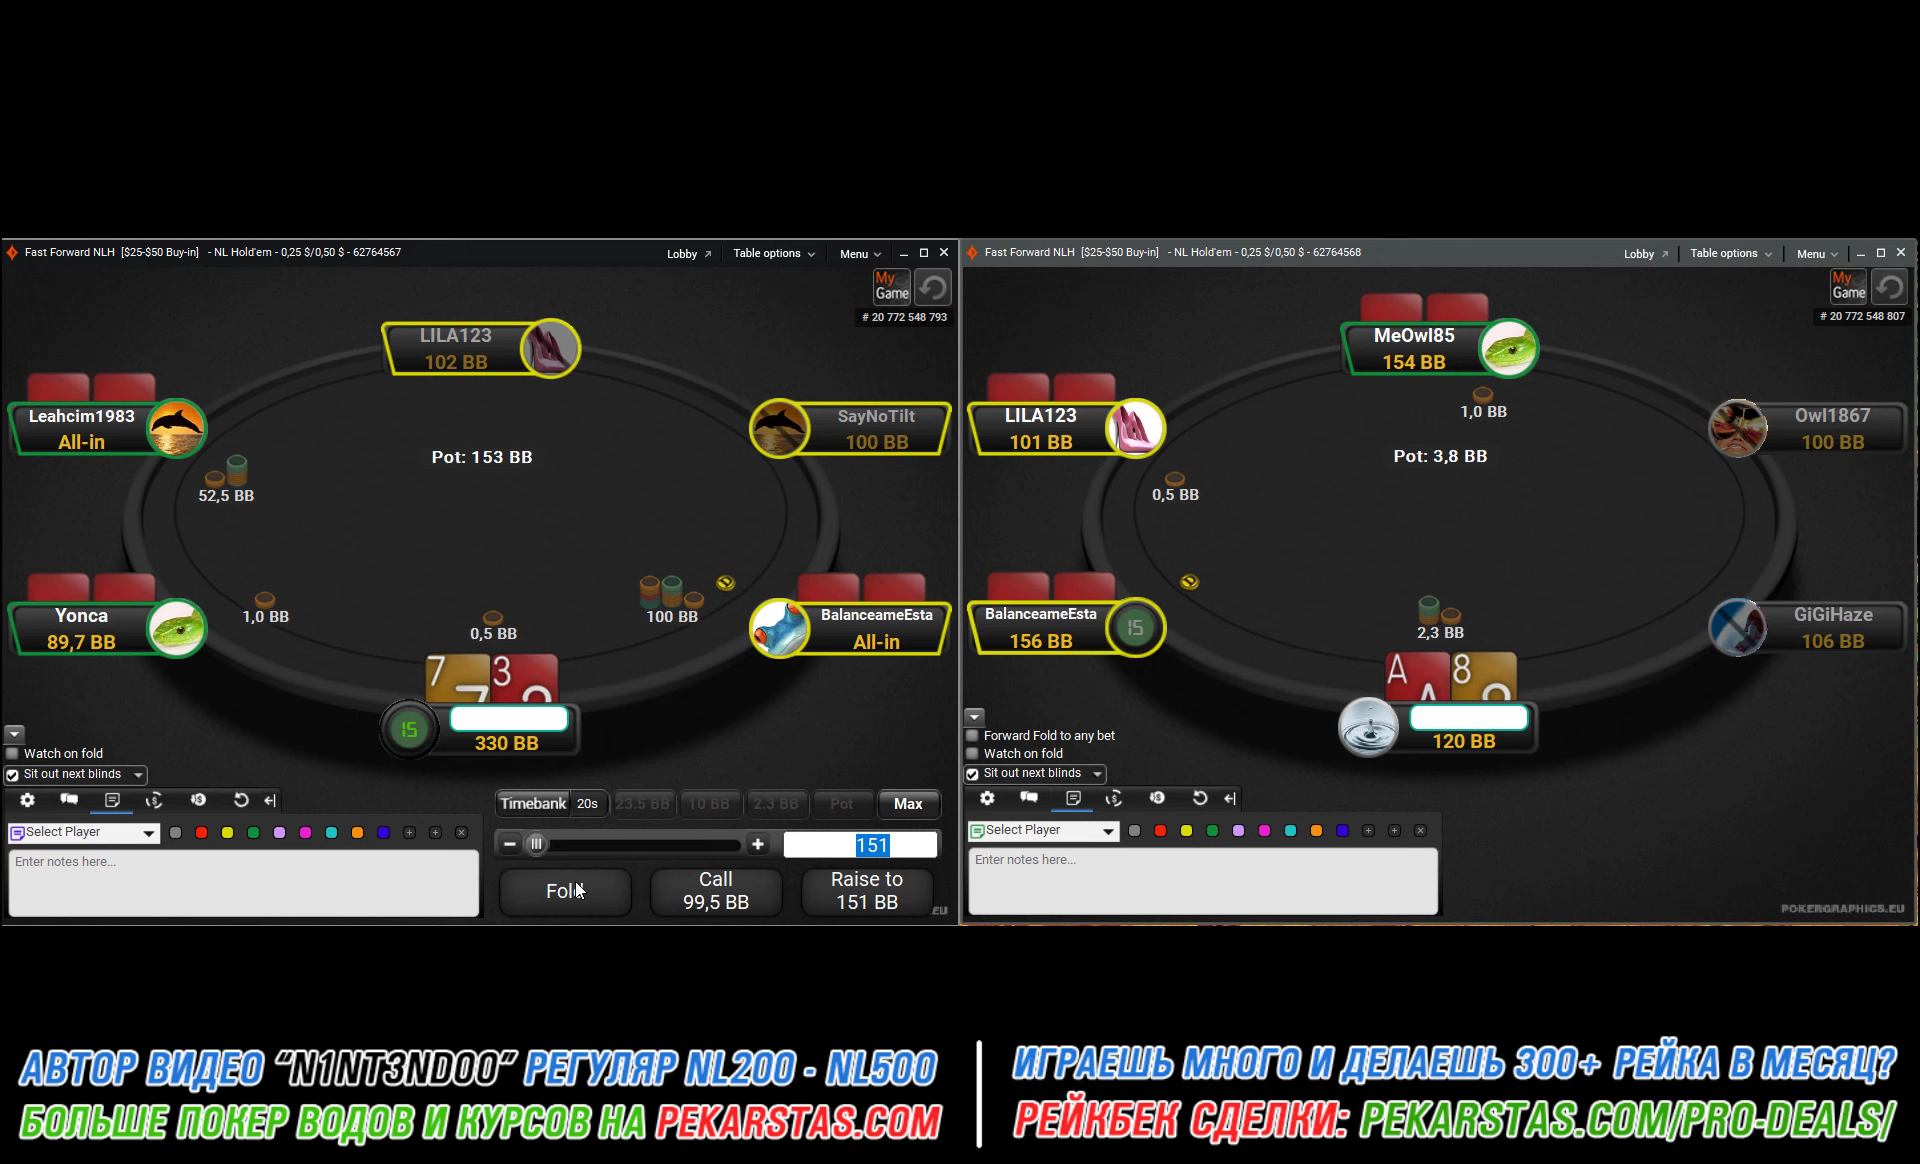 Fast Forward NLH [$25-$50 Buy-in] - NL Hold'em - 0,25 $/0,50 $ - 62764567
Lobby
Table options
Menu
My Game
# 20 772 548 793
LILA123
102 BB
Leahcim1983
All-in
SayNoTilt
100 BB
Pot: 153 BB
52,5 BB
Yonca
89,7 BB
1,0 BB
0,5 BB
100 BB
BalanceameEsta
All-in
7 3
15
330 BB
Watch on fold
Sit out next blinds
Timebank 20s
23.5 BB
10 BB
2.3 BB
Pot
Max
Select Player
151
Enter notes here...
Fold
Call
99,5 BB
Raise to
151 BB
EU
Fast Forward NLH [$25-$50 Buy-in] - NL Hold'em - 0,25 $/0,50 $ - 62764568
Lobby
Table options
Menu
My Game
# 20 772 548 807
MeOwl85
154 BB
LILA123
101 BB
1,0 BB
Owl1867
100 BB
Pot: 3,8 BB
0,5 BB
BalanceameEsta
156 BB
15
2,3 BB
GiGiHaze
106 BB
A 8
120 BB
Forward Fold to any bet
Watch on fold
Sit out next blinds
Select Player
Enter notes here...
POKERGRAPHICS.EU
АВТОР ВИДЕО “N1NT3NDOO” РЕГУЛЯР NL200 - NL500
БОЛЬШЕ ПОКЕР ВОДОВ И КУРСОВ НА PEKARSTAS.COM
ИГРАЕШЬ МНОГО И ДЕЛАЕШЬ 300+ РЕЙКА В МЕСЯЦ?
РЕЙКБЕК СДЕЛКИ: PEKARSTAS.COM/PRO-DEALS/